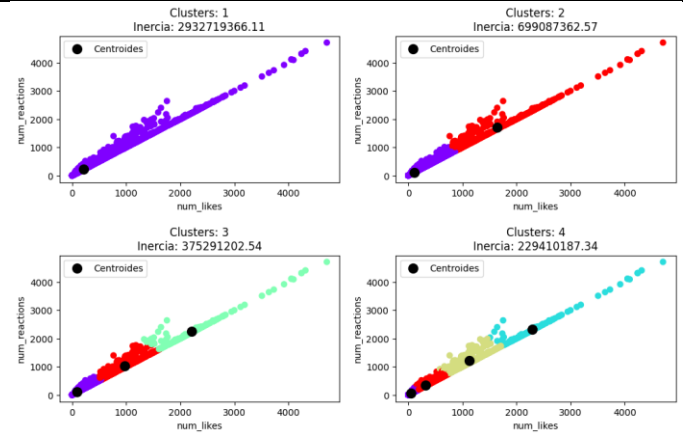 Clusters: 1
Inercia: 2932719366.11
Centroides
num_reactions
4000
3000
2000
1000
0
0 1000 2000 3000 4000
num_likes
Clusters: 2
Inercia: 699087362.57
Centroides
num_reactions
4000
3000
2000
1000
0
0 1000 2000 3000 4000
num_likes
Clusters: 3
Inercia: 375291202.54
Centroides
num_reactions
4000
3000
2000
1000
0
0 1000 2000 3000 4000
num_likes
Clusters: 4
Inercia: 229410187.34
Centroides
num_reactions
4000
3000
2000
1000
0
0 1000 2000 3000 4000
num_likes